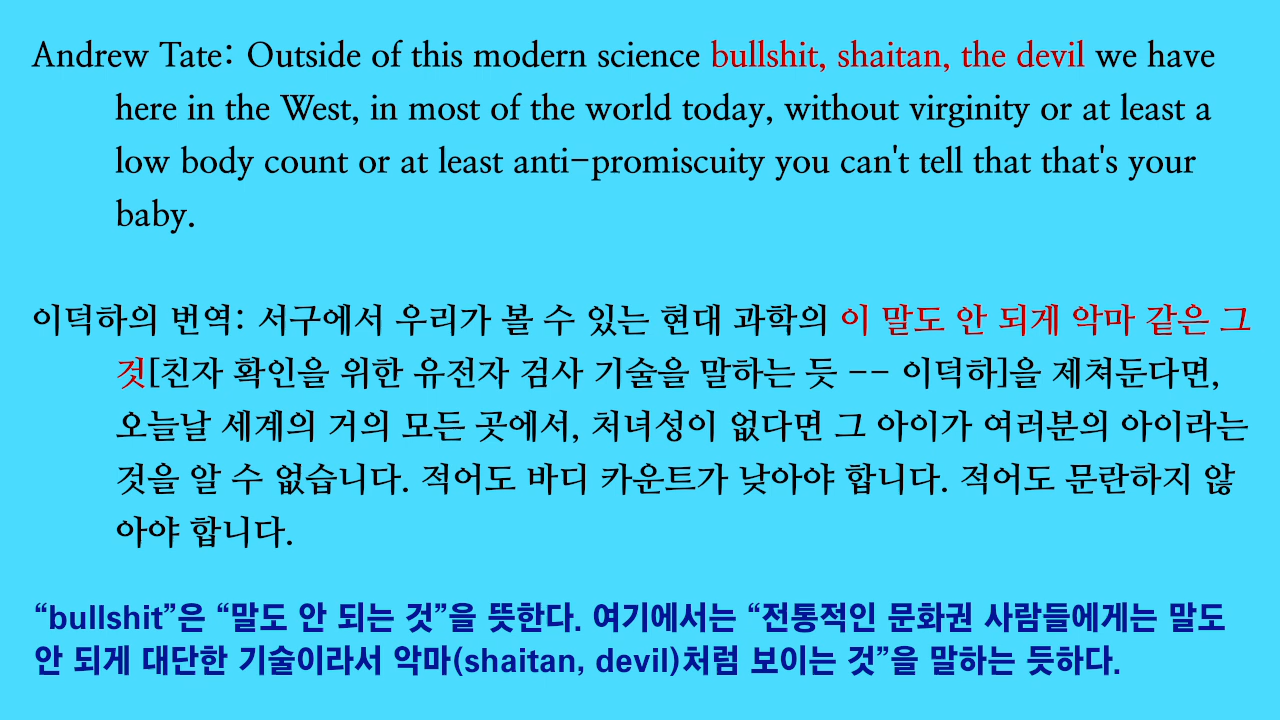 Andrew Tate: Outside of this modern science bullshit, shaitan, the devil we have
here in the West, in most of the world today, without virginity or at least a
low body count or at least anti-promiscuity you can't tell that that's your
baby.
이덕하의 번역: 서구에서 우리가 볼 수 있는 현대 과학의 이 말도 안 되게 악마 같은 그
것[친자 확인을 위한 유전자 검사 기술을 말하는 듯 -- 이덕하]을 제쳐둔다면,
오늘날 세계의 거의 모든 곳에서, 처녀성이 없다면 그 아이가 여러분의 아이라는
것을 알 수 없습니다. 적어도 바디 카운트가 낮아야 합니다. 적어도 문란하지 않
아야 합니다.
“bullshit”은 “말도 안 되는 것”을 뜻한다. 여기에서는 “전통적인 문화권 사람들에게는 말도
안 되게 대단한 기술이라서 악마(shaitan, devil)처럼 보이는 것”을 말하는 듯하다.